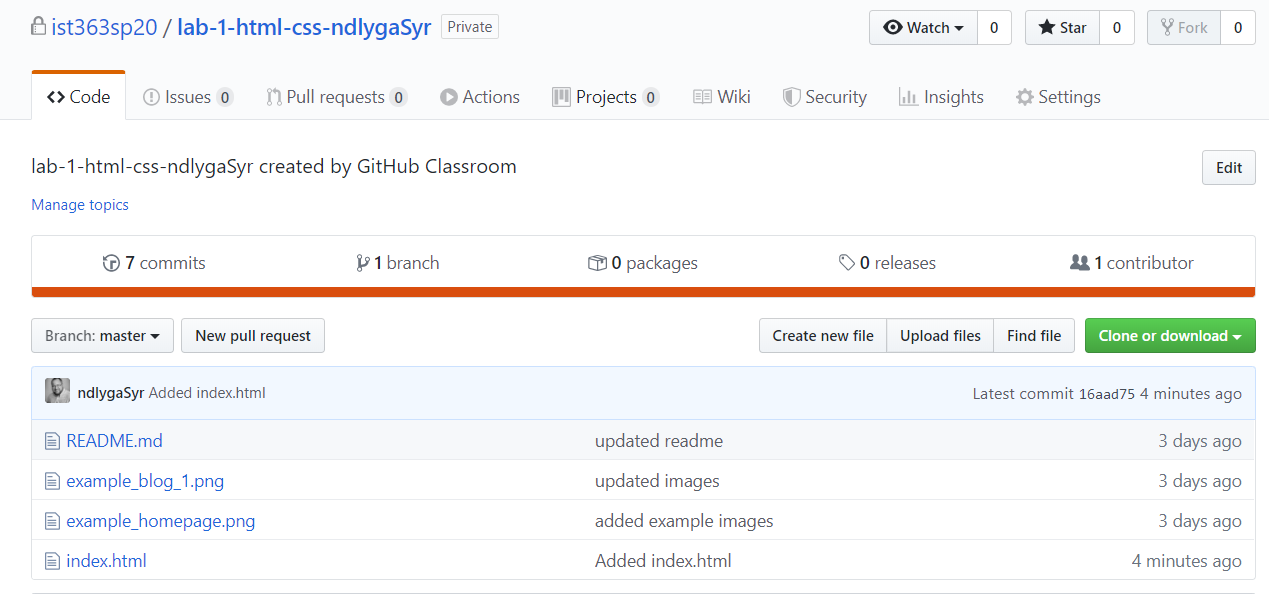 ist363sp20 / lab-1-html-css-ndlygaSyr Private Watch 0 Star 0 Fork 0
Code Issues 0 Pull requests 0 Actions Projects 0 Wiki Security Insights Settings
lab-1-html-css-ndlygaSyr created by GitHub Classroom Edit
Manage topics
7 commits 1 branch 0 packages 0 releases 1 contributor
Branch: master New pull request Create new file Upload files Find file Clone or download
ndlygaSyr Added index.html Latest commit 16aad75 4 minutes ago
README.md updated readme 3 days ago
example_blog_1.png updated images 3 days ago
example_homepage.png added example images 3 days ago
index.html Added index.html 4 minutes ago